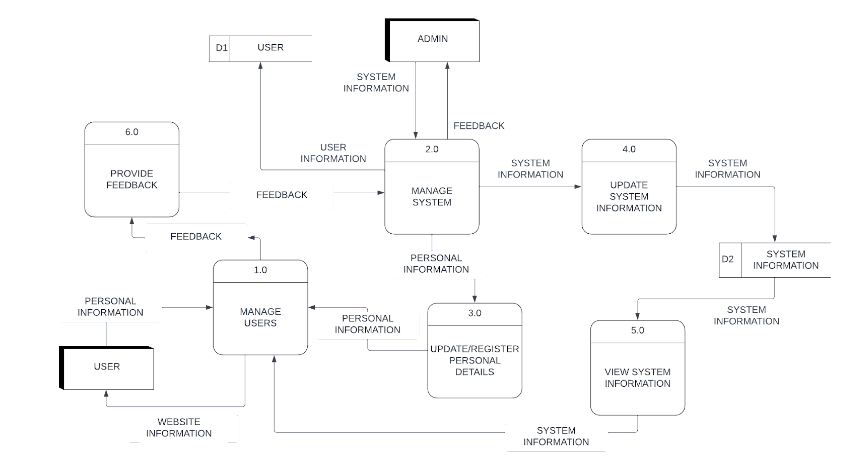 ADMIN
D1 USER
SYSTEM
INFORMATION
FEEDBACK
6.0
PROVIDE
FEEDBACK
USER
INFORMATION
2.0
MANAGE
SYSTEM
SYSTEM
INFORMATION
4.0
UPDATE
SYSTEM
INFORMATION
SYSTEM
INFORMATION
FEEDBACK
FEEDBACK
PERSONAL
INFORMATION
D2
SYSTEM
INFORMATION
1.0
MANAGE
USERS
PERSONAL
INFORMATION
PERSONAL
INFORMATION
3.0
UPDATE/REGISTER
PERSONAL
DETAILS
SYSTEM
INFORMATION
5.0
VIEW SYSTEM
INFORMATION
USER
WEBSITE
INFORMATION
SYSTEM
INFORMATION